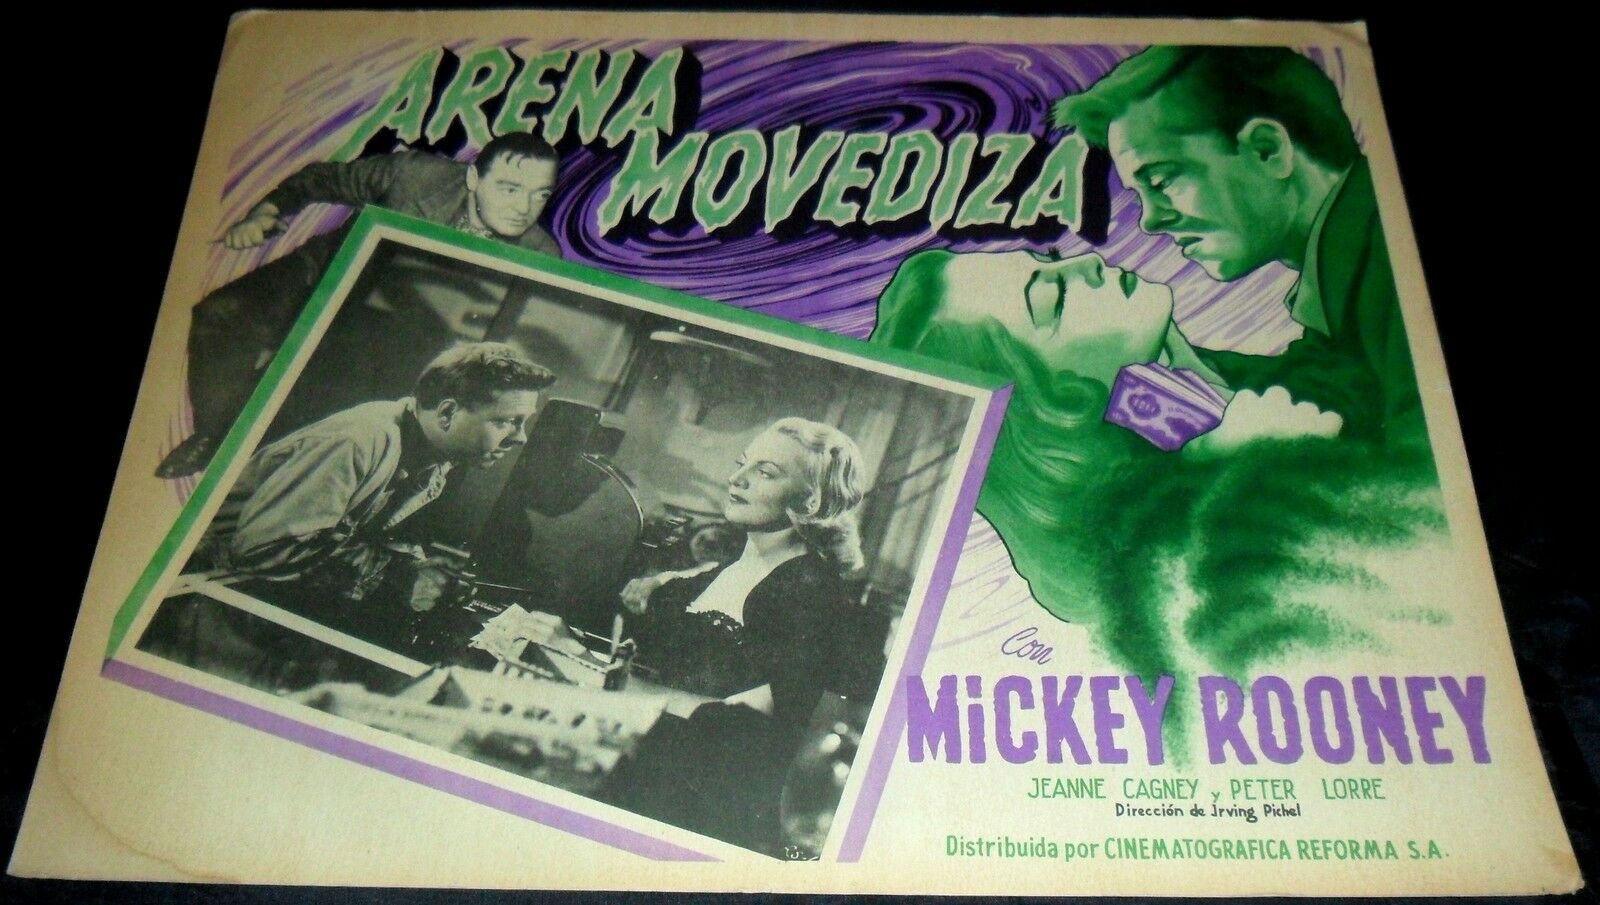 ARENA
MOVEDIZA
Con
MiCKEY ROONEY
JEANNE CAGNEY y PETER LORRE
Dirección de Irving Pichel
Distribuida por CINEMATOGRAFICA REFORMA S.A.